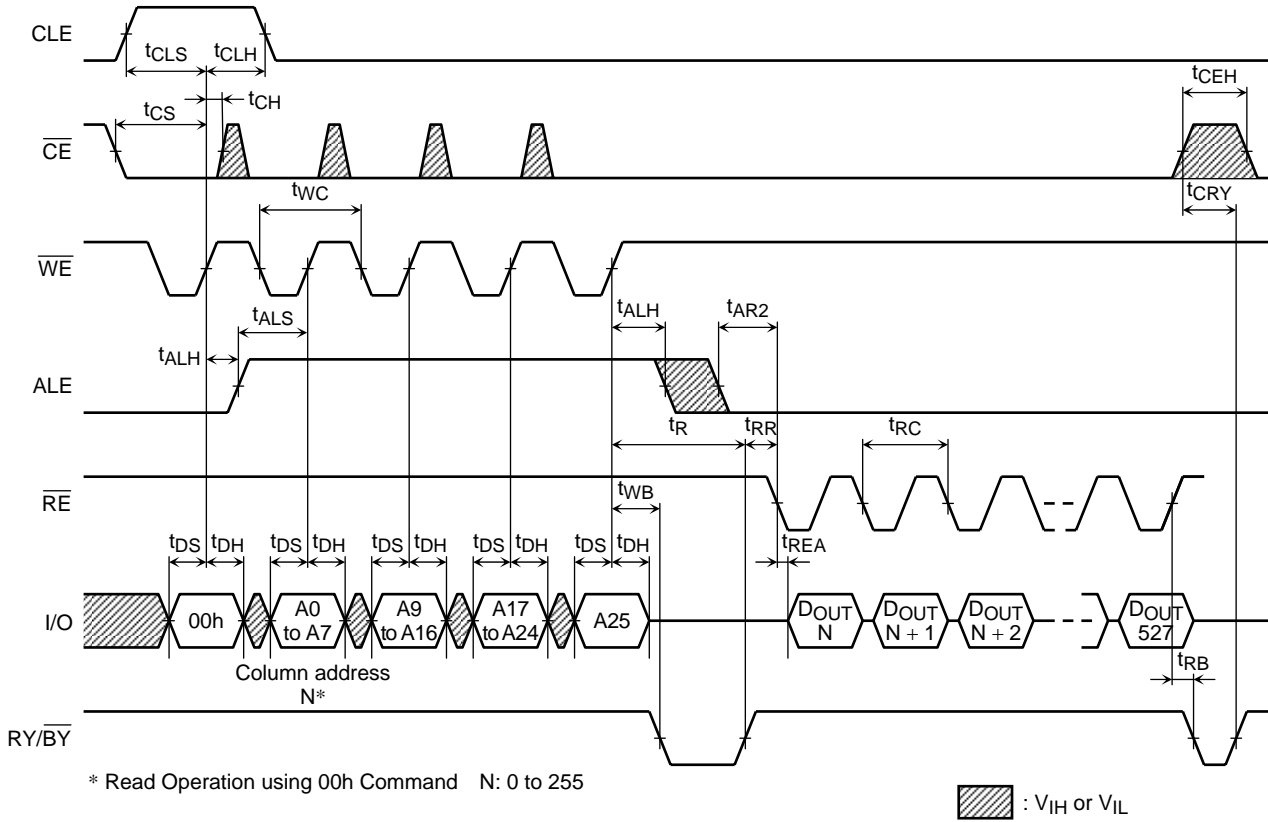 CLE
tCLS tCLH
tCEH
tCS tCH
CE
tWC
tCRY
WE
tALS tALH tAR2
tALH
ALE
tR tRR tRC
RE
tWB
tDS tDH tDS tDH tDS tDH tDS tDH tDS tDH
tREA
I/O
00h
A0 to A7
A9 to A16
A17 to A24
A25
DOUT N
DOUT N + 1
DOUT N + 2
DOUT 527
Column address
N*
tRB
RY/BY
* Read Operation using 00h Command N: 0 to 255
: VIH or VIL